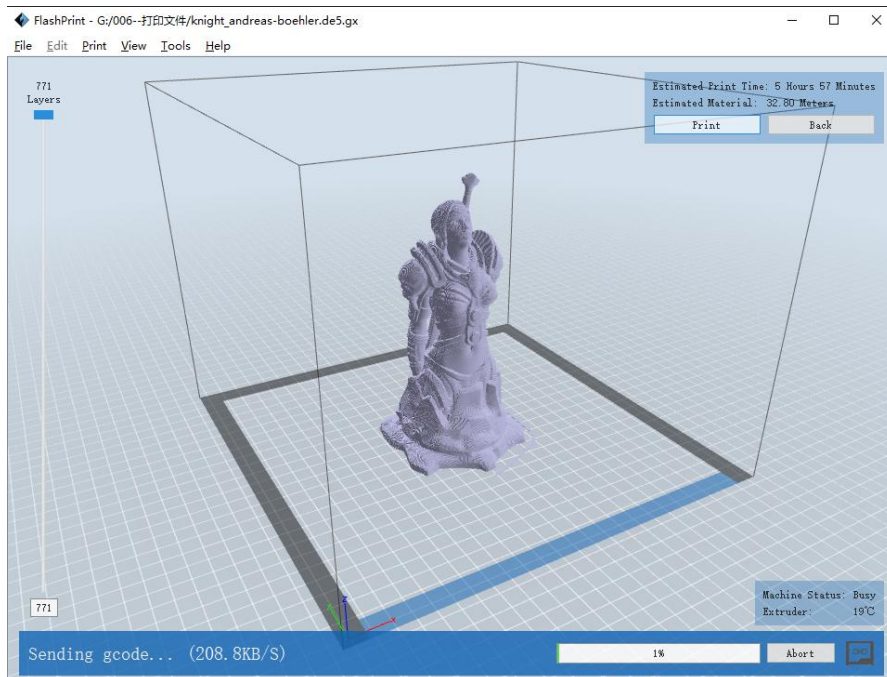 FlashPrint - G:/006--打印文件/knight_andreas-boehler.de5.gx
File Edit Print View Tools Help
771
Layers
Estimated Print Time: 5 Hours 57 Minutes
Estimated Material: 32.80 Meters
Print Back
771
z
y
x
Machine Status: Busy
Extruder: 19℃
Sending gcode... (208.8KB/S) 1% Abort